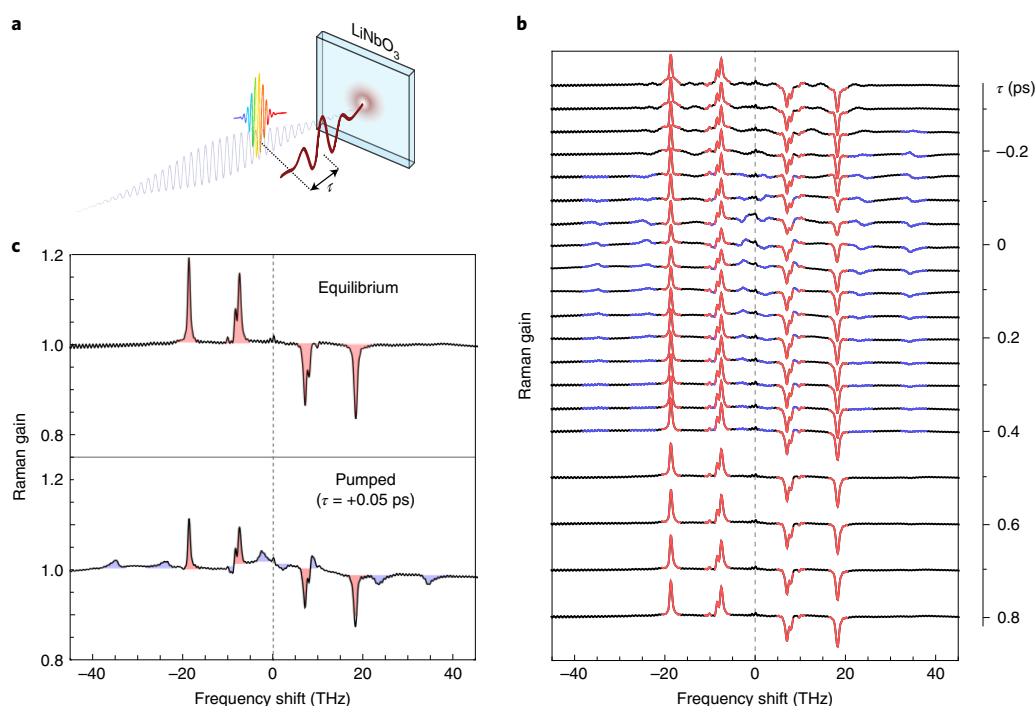 a
LiNbO3
τ
b
τ (ps)
–0.2
0
0.2
0.4
0.6
0.8
Raman gain
–40
–20
0
20
40
Frequency shift (THz)
c
1.2
Equilibrium
1.0
0.8
Raman gain
1.2
Pumped
(τ = +0.05 ps)
1.0
0.8
–40
–20
0
20
40
Frequency shift (THz)